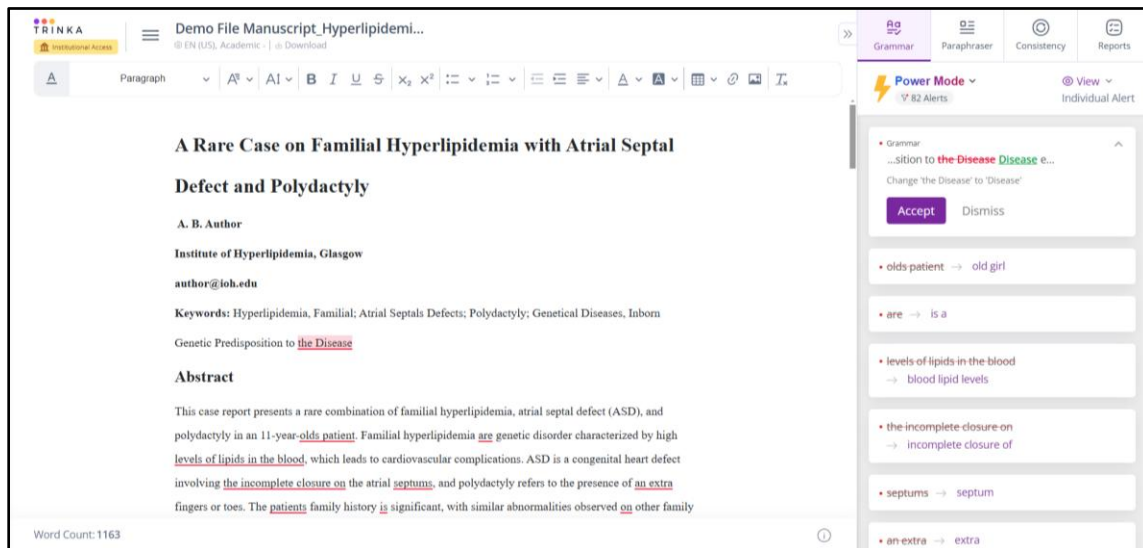 TRINKA
Institutional Access
Demo File Manuscript_Hyperlipidemi...
EN (US), Academic - | Download
Paragraph
B I U S X₂ X²
A Rare Case on Familial Hyperlipidemia with Atrial Septal
Defect and Polydactyly
A. B. Author
Institute of Hyperlipidemia, Glasgow
author@ioh.edu
Keywords: Hyperlipidemia, Familial; Atrial Septals Defects; Polydactyly; Genetical Diseases, Inborn
Genetic Predisposition to the Disease
Abstract
This case report presents a rare combination of familial hyperlipidemia, atrial septal defect (ASD), and
polydactyly in an 11-year-olds patient. Familial hyperlipidemia are genetic disorder characterized by high
levels of lipids in the blood, which leads to cardiovascular complications. ASD is a congenital heart defect
involving the incomplete closure on the atrial septums, and polydactyly refers to the presence of an extra
fingers or toes. The patients family history is significant, with similar abnormalities observed on other family
Word Count: 1163
Grammar
Paraphraser
Consistency
Reports
Power Mode
82 Alerts
View
Individual Alert
Grammar
...sition to the Disease Disease e...
Change 'the Disease' to 'Disease'
Accept
Dismiss
olds patient → old girl
are → is a
levels of lipids in the blood
→ blood lipid levels
the incomplete closure on
→ incomplete closure of
septums → septum
an extra → extra